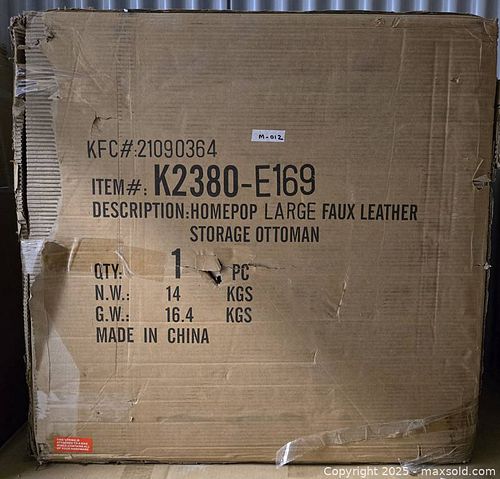 M-012
KFC#:21090364
ITEM#: K2380-E169
DESCRIPTION:HOMEPOP LARGE FAUX LEATHER
STORAGE OTTOMAN
QTY: 1 PC
N.W.: 14 KGS
G.W.: 16.4 KGS
MADE IN CHINA
Copyright © 2025 - maxsold.com